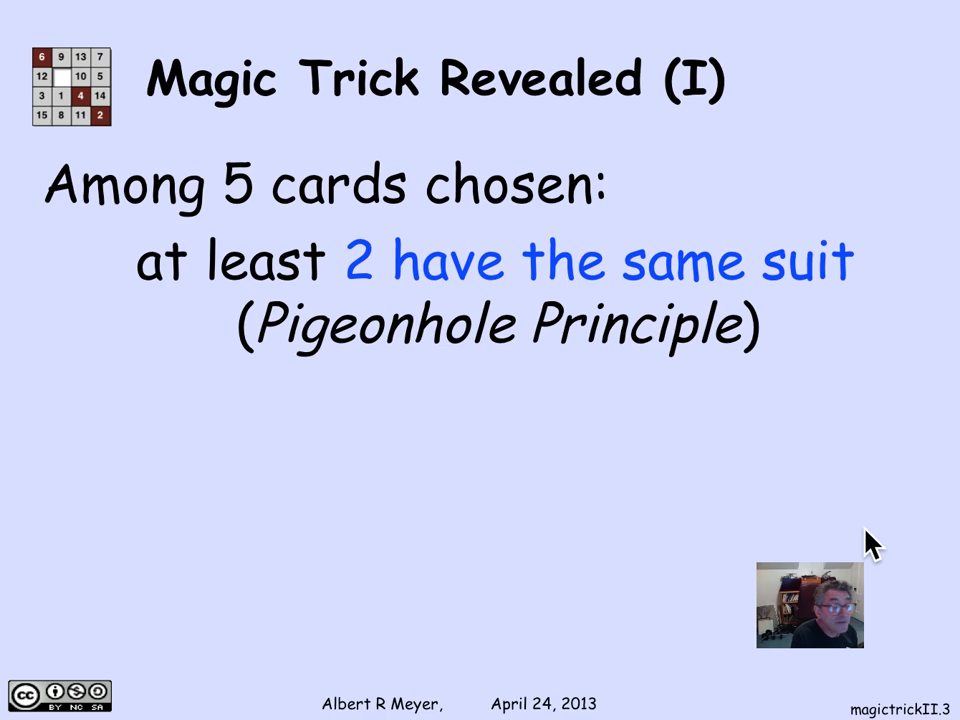 6 9 13 7
12 10 5
3 1 4 14
15 8 11 2
Magic Trick Revealed (I)
Among 5 cards chosen:
at least 2 have the same suit
(Pigeonhole Principle)
cc BY NC SA
Albert R Meyer, April 24, 2013
magictrickII.3